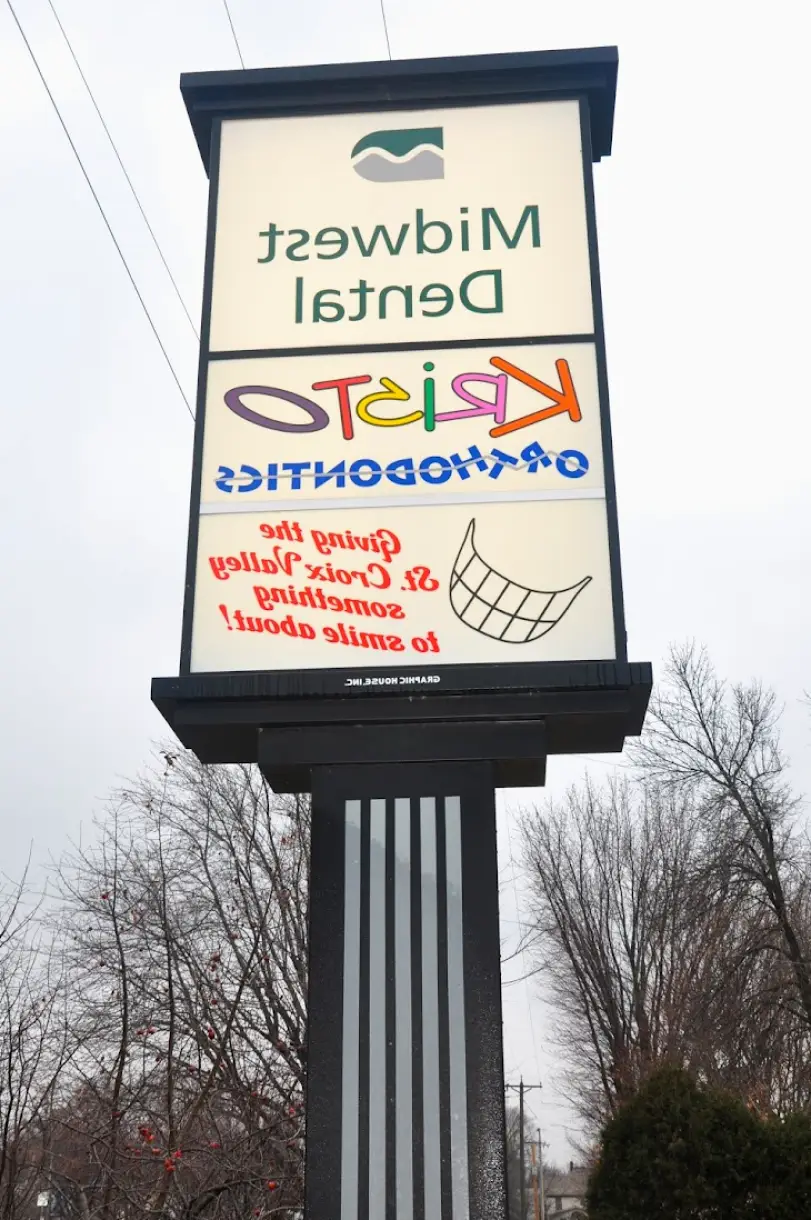 Midwest
Dental
KRiSTO
ORTHODONTICS
Giving the
St. Croix Valley
something
to smile about!
GRAPHIC HOUSE, INC.